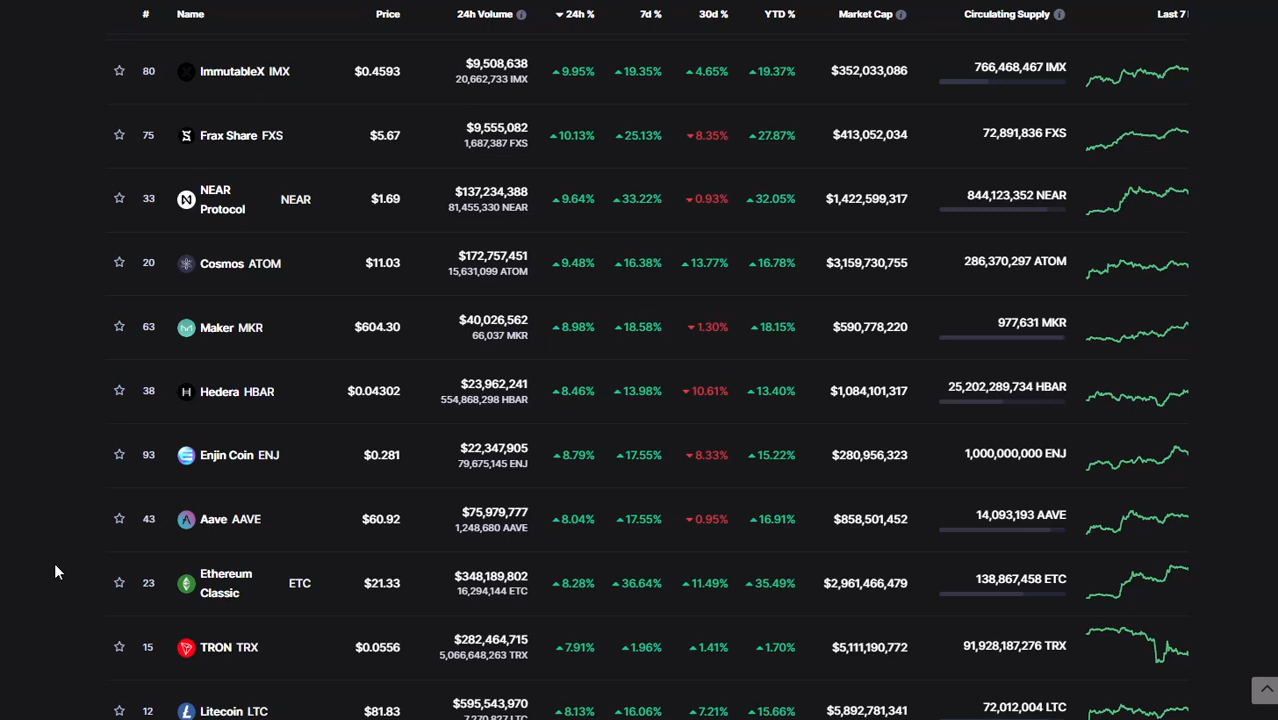 # Name Price 24h Volume 24h % 7d % 30d % YTD % Market Cap Circulating Supply Last 7
80 ImmutableX IMX $0.4593 $9,508,638 9.95% 19.35% 4.65% 19.37% $352,033,086 766,468,467 IMX
20,662,733 IMX
75 Frax Share FXS $5.67 $9,555,082 10.13% 25.13% 8.35% 27.87% $413,052,034 72,891,836 FXS
1,687,387 FXS
33 NEAR Protocol NEAR $1.69 $137,234,388 9.64% 33.22% 0.93% 32.05% $1,422,599,317 844,123,352 NEAR
81,455,330 NEAR
20 Cosmos ATOM $11.03 $172,757,451 9.48% 16.38% 13.77% 16.78% $3,159,730,755 286,370,297 ATOM
15,631,099 ATOM
63 Maker MKR $604.30 $40,026,562 8.98% 18.58% 1.30% 18.15% $590,778,220 977,631 MKR
66,037 MKR
38 Hedera HBAR $0.04302 $23,962,241 8.46% 13.98% 10.61% 13.40% $1,084,101,317 25,202,289,734 HBAR
554,868,298 HBAR
93 Enjin Coin ENJ $0.281 $22,347,905 8.79% 17.55% 8.33% 15.22% $280,956,323 1,000,000,000 ENJ
79,675,145 ENJ
43 Aave AAVE $60.92 $75,979,777 8.04% 17.55% 0.95% 16.91% $858,501,452 14,093,193 AAVE
1,248,680 AAVE
23 Ethereum Classic ETC $21.33 $348,189,802 8.28% 36.64% 11.49% 35.49% $2,961,466,479 138,867,458 ETC
16,294,144 ETC
15 TRON TRX $0.0556 $282,464,715 7.91% 1.96% 1.41% 1.70% $5,111,190,772 91,928,187,276 TRX
5,066,648,263 TRX
12 Litecoin LTC $81.83 $595,543,970 8.13% 16.06% 7.21% 15.66% $5,892,781,341 72,012,004 LTC
7,270,827 LTC